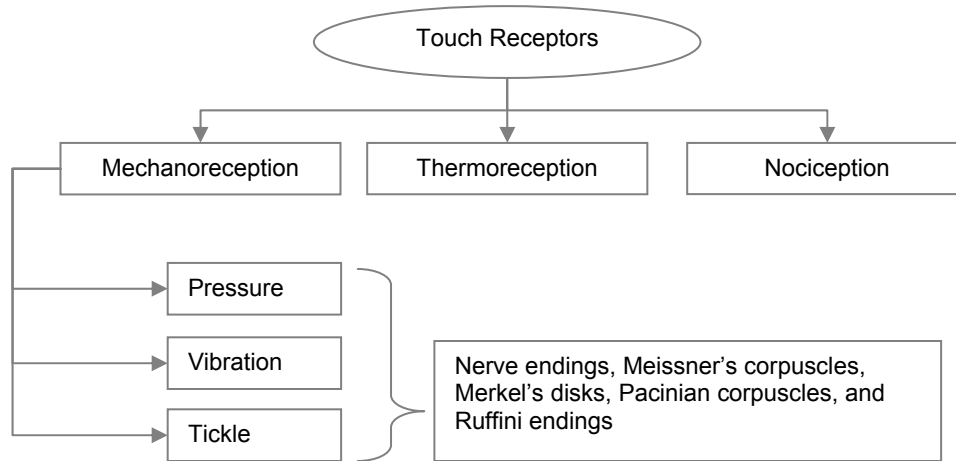 Touch Receptors
Mechanoreception
Thermoreception
Nociception
Pressure
Vibration
Tickle
Nerve endings, Meissner’s corpuscles,
Merkel’s disks, Pacinian corpuscles, and
Ruffini endings